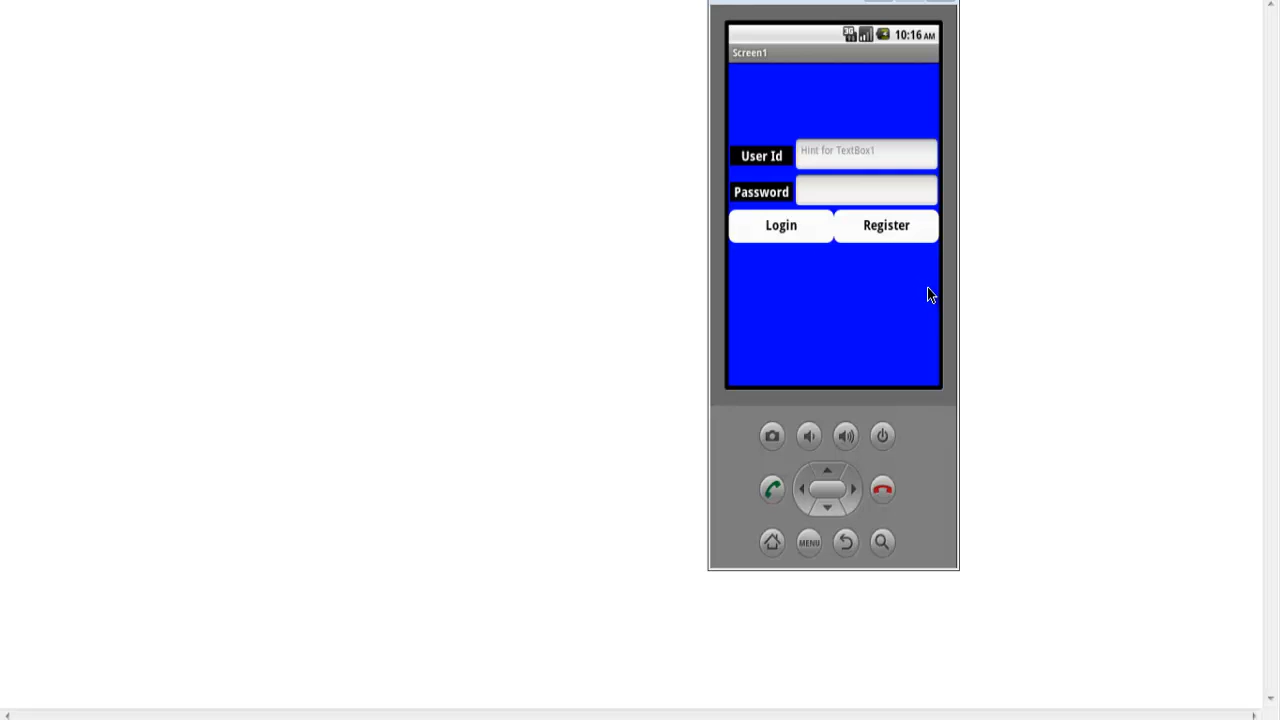 10:16 AM
Screen1
User Id Hint for TextBox1
Password
Login Register
MENU